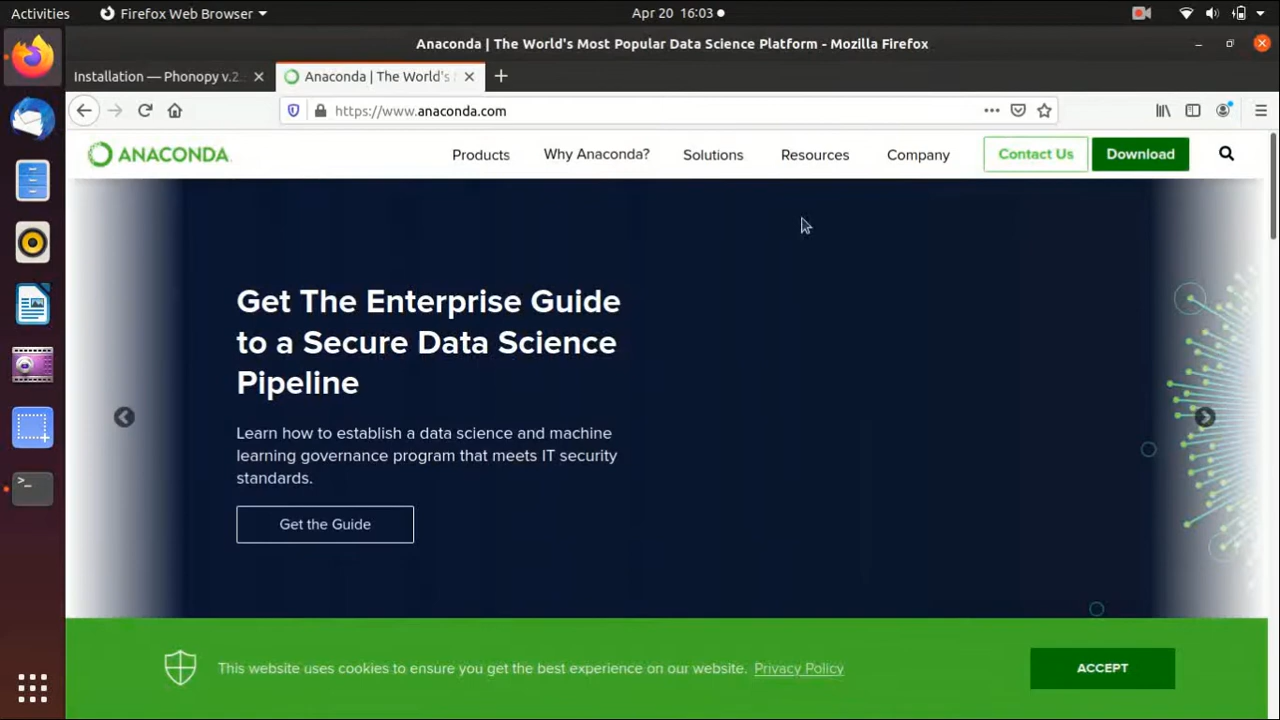 Activities Firefox Web Browser Apr 20 16:03
Anaconda | The World's Most Popular Data Science Platform - Mozilla Firefox
Installation — Phonopy v.2 Anaconda | The World's
https://www.anaconda.com
ANACONDA. Products Why Anaconda? Solutions Resources Company Contact Us Download
Get The Enterprise Guide
to a Secure Data Science
Pipeline
Learn how to establish a data science and machine
learning governance program that meets IT security
standards.
Get the Guide
This website uses cookies to ensure you get the best experience on our website. Privacy Policy ACCEPT